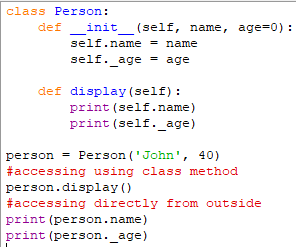 class Person:
    def __init__(self, name, age=0):
        self.name = name
        self._age = age

    def display(self):
        print(self.name)
        print(self._age)

person = Person('John', 40)
#accessing using class method
person.display()
#accessing directly from outside
print(person.name)
print(person._age)